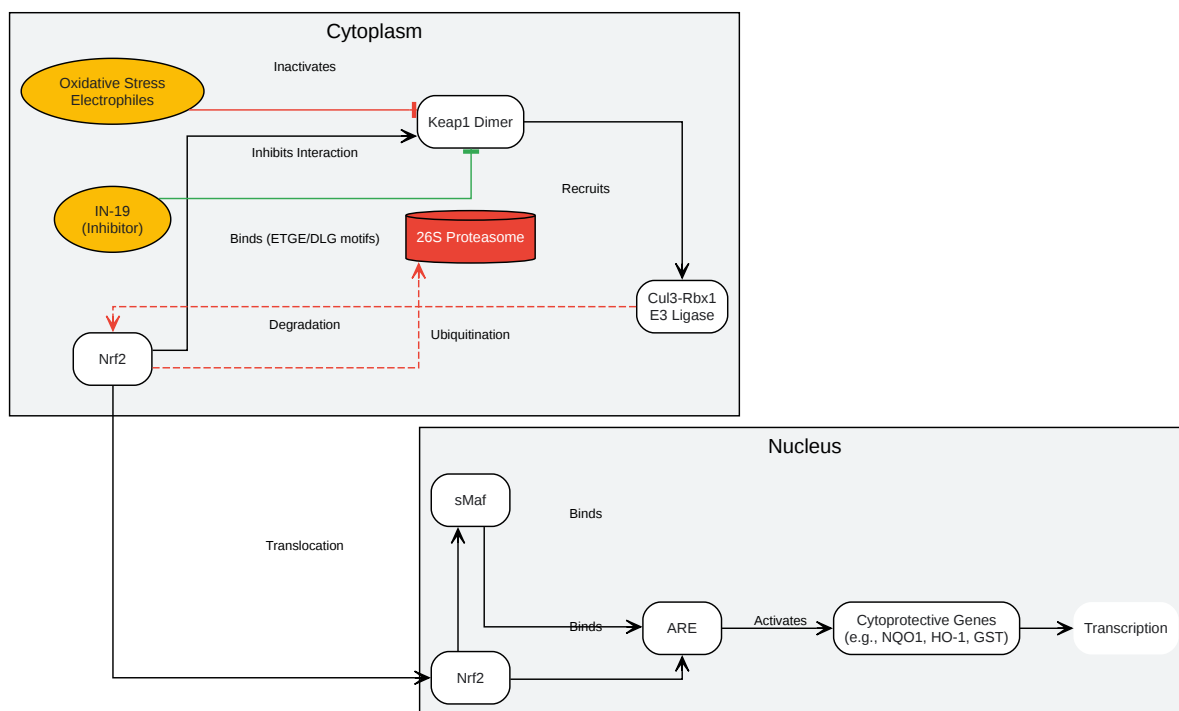 Cytoplasm
Inactivates
Oxidative Stress
Electrophiles
Keap1 Dimer
Inhibits Interaction
Recruits
IN-19
(Inhibitor)
Binds (ETGE/DLG motifs)
26S Proteasome
Cul3-Rbx1
E3 Ligase
Degradation
Ubiquitination
Nrf2
Nucleus
sMaf
Binds
Translocation
Binds
ARE
Activates
Cytoprotective Genes
(e.g., NQO1, HO-1, GST)
Transcription
Nrf2